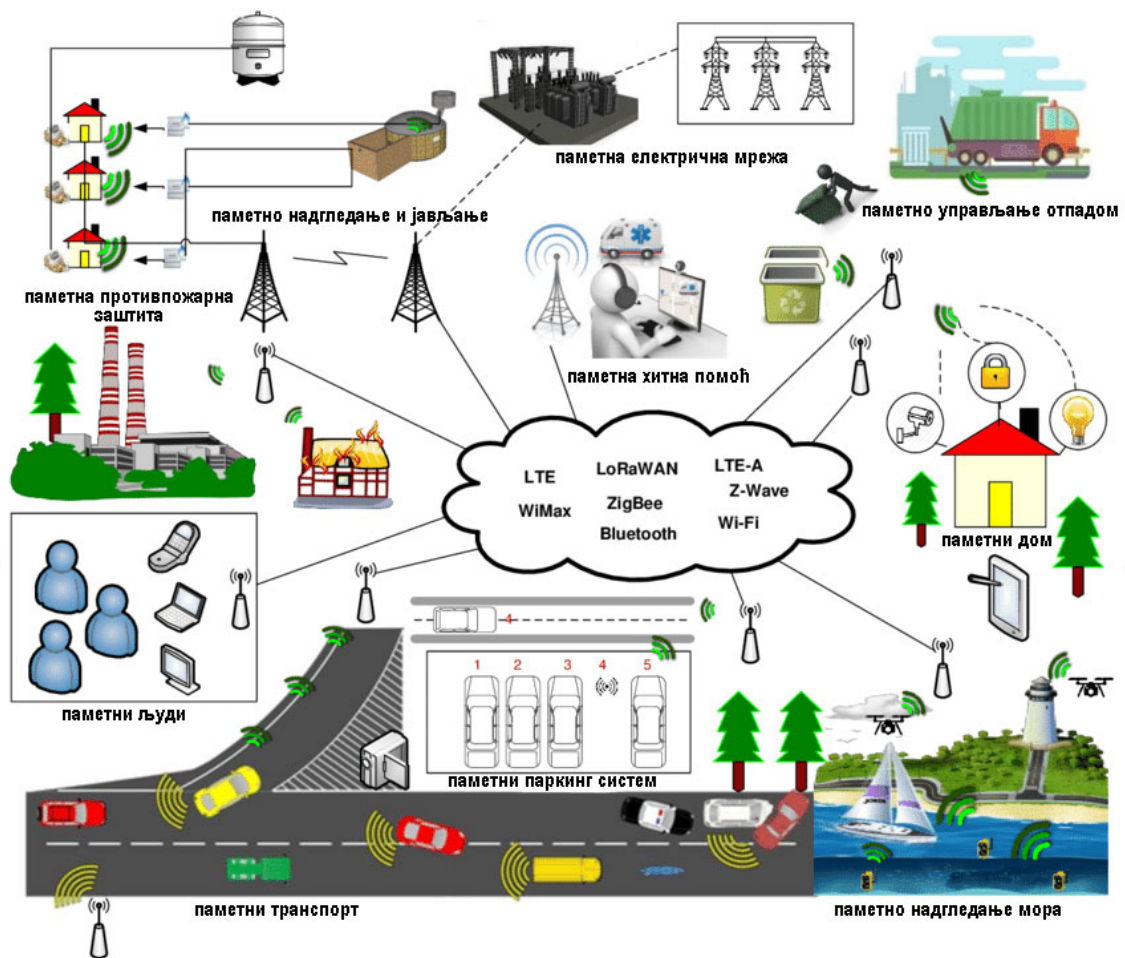 паметна електрична мрежа
паметно управљање отпадом
паметно надгледање и јављање
паметна противпожарна
заштита
паметна хитна помоћ
LTE
LoRaWAN
LTE-A
Z-Wave
WiMax
ZigBee
Wi-Fi
Bluetooth
паметни дом
4
1 2 3 4 5
паметни људи
паметни паркинг систем
паметни транспорт
паметно надгледање мора